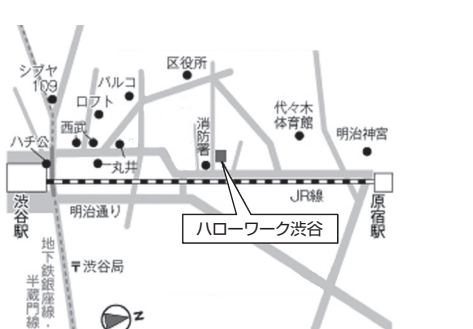 区役所
シブヤ
109
パルコ
ロフト
西武
ハチ公
丸井
消防署
代々木
体育館
明治神宮
JR線
渋谷駅
原宿駅
明治通り
ハローワーク渋谷
〒渋谷局
地下鉄銀座線・
半蔵門線
N